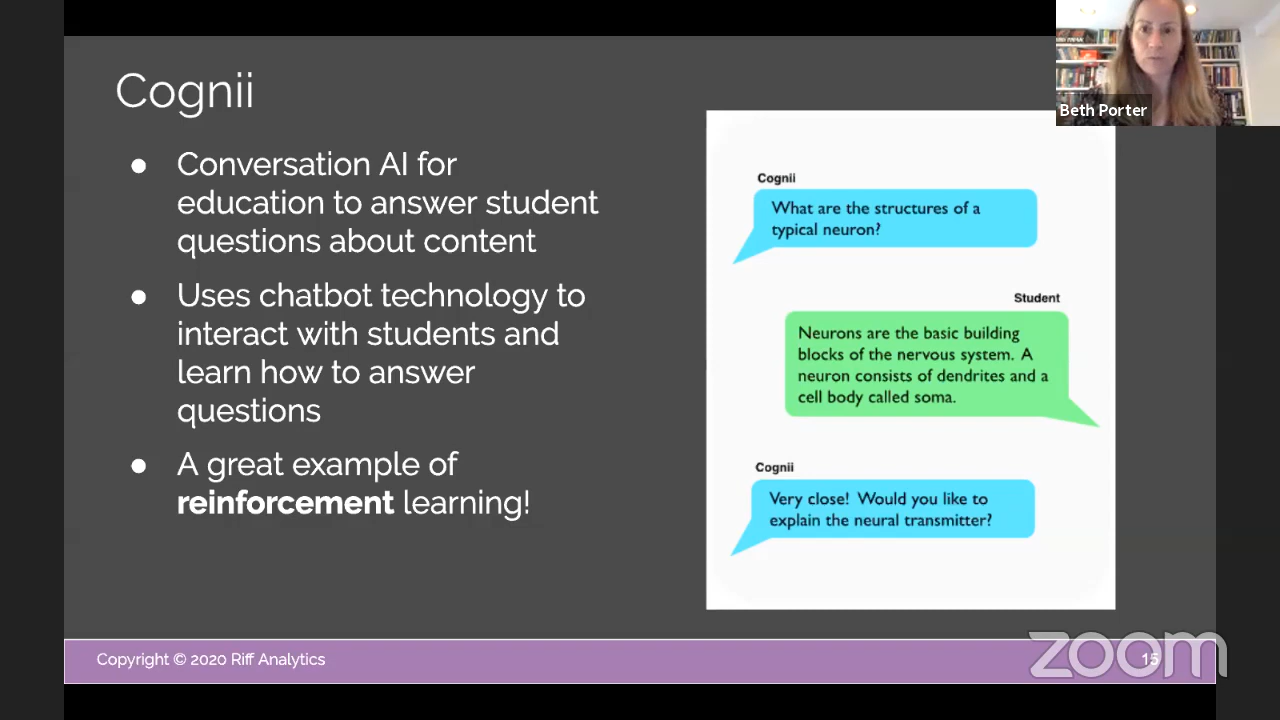 Cognii
● Conversation AI for
education to answer student
questions about content
● Uses chatbot technology to
interact with students and
learn how to answer
questions
● A great example of
reinforcement learning!
Beth Porter
Cognii
What are the structures of a
typical neuron?
Student
Neurons are the basic building
blocks of the nervous system. A
neuron consists of dendrites and a
cell body called soma.
Cognii
Very close! Would you like to
explain the neural transmitter?
Copyright © 2020 Riff Analytics
15
zoom